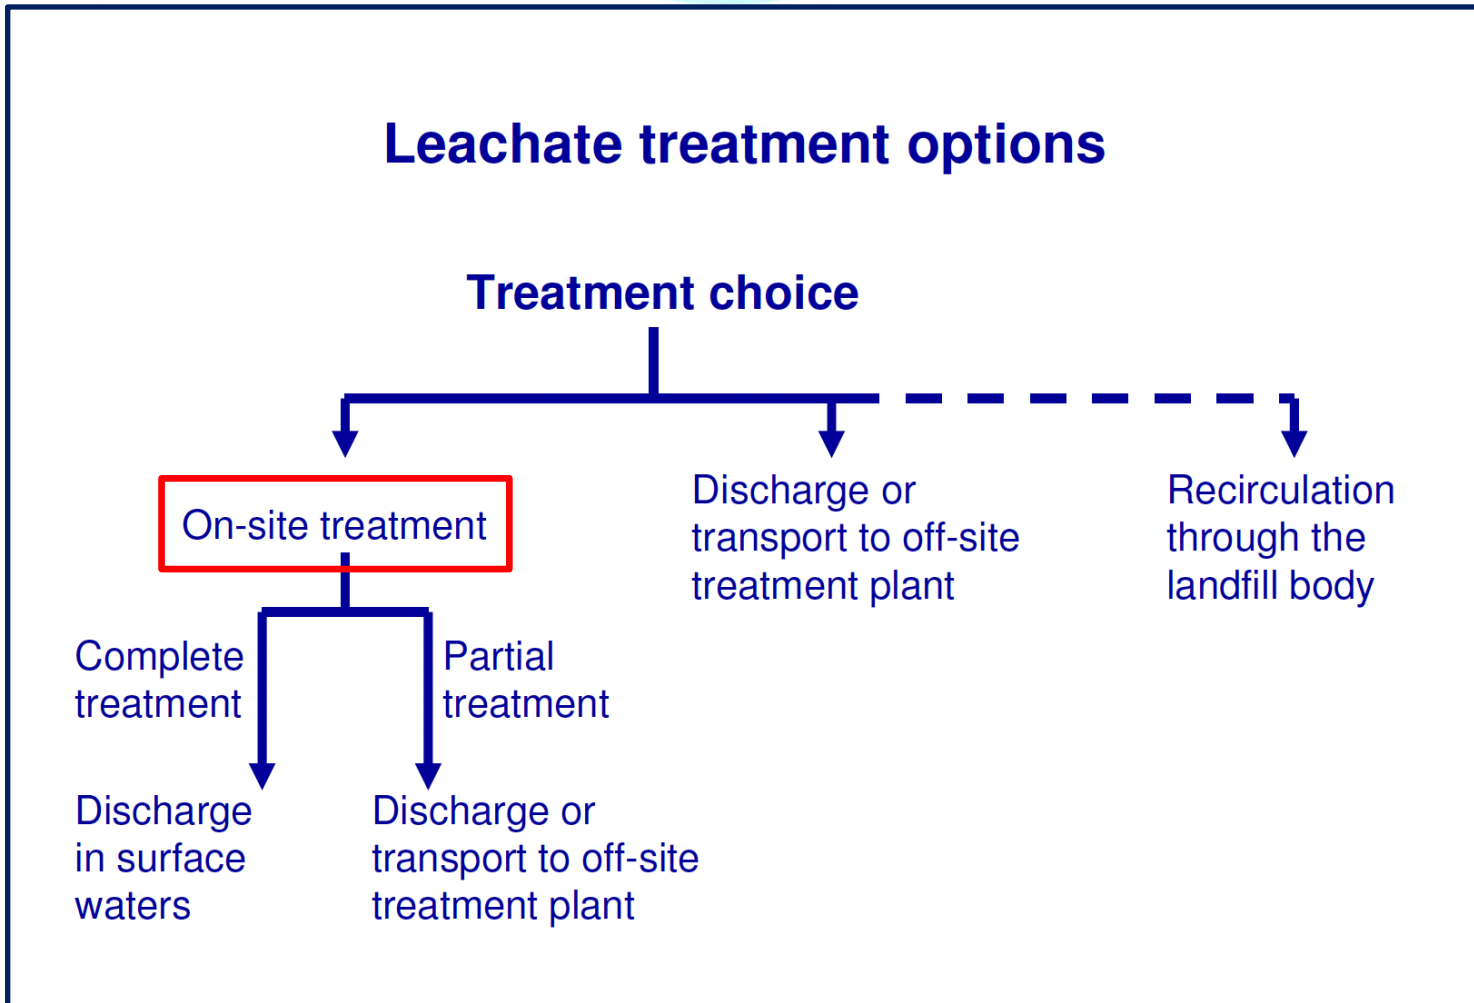 Leachate treatment options
Treatment choice
On-site treatment
Discharge or
transport to off-site
treatment plant
Recirculation
through the
landfill body
Complete
treatment
Partial
treatment
Discharge
in surface
waters
Discharge or
transport to off-site
treatment plant